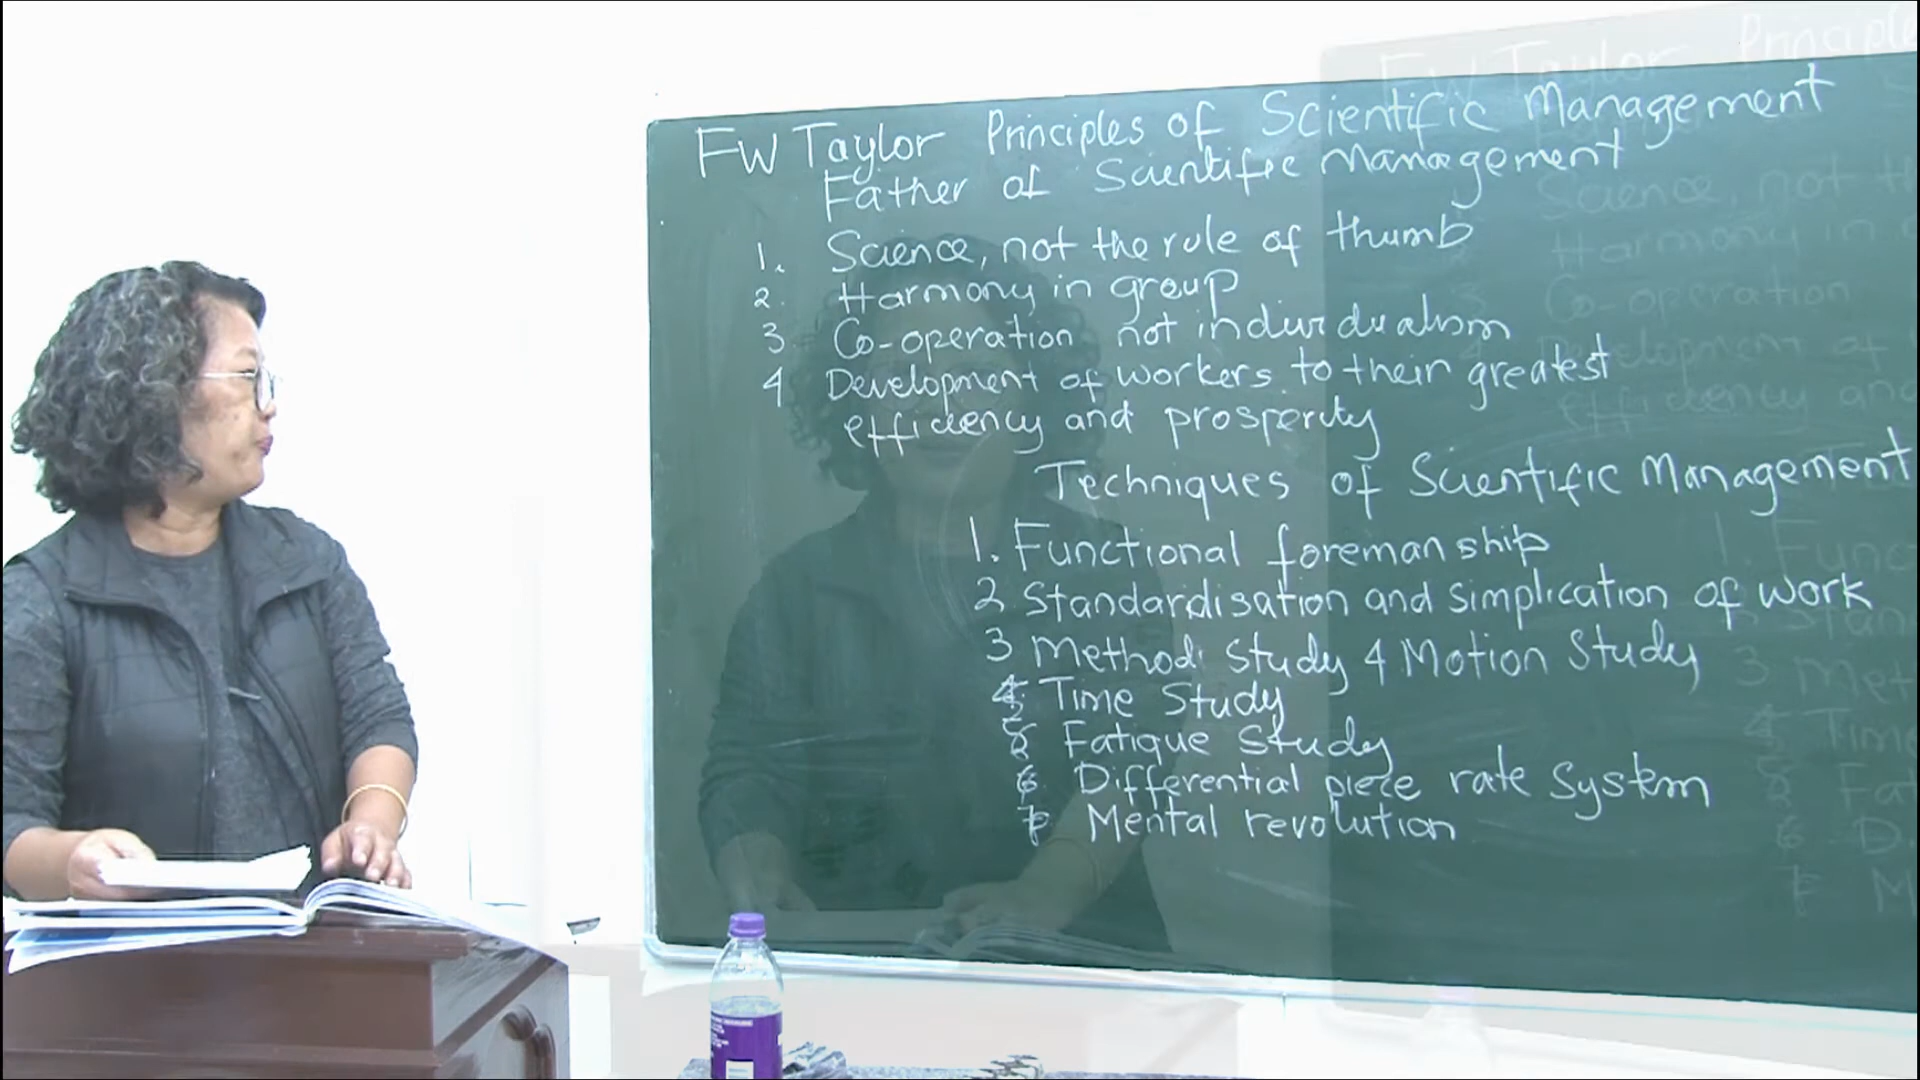 FW Taylor Principles of Scientific Management
Father of Scientific Management
1. Science, not the rule of thumb
2. Harmony in group
3 Co-operation not individualism
4 Development of workers to their greatest
efficiency and prosperity
Techniques of Scientific Management
1. Functional foremanship
2 Standardisation and simplication of work
3 Method study 4 Motion Study
5 Time Study
Fatigue Study
Differential piece rate System
Mental revolution